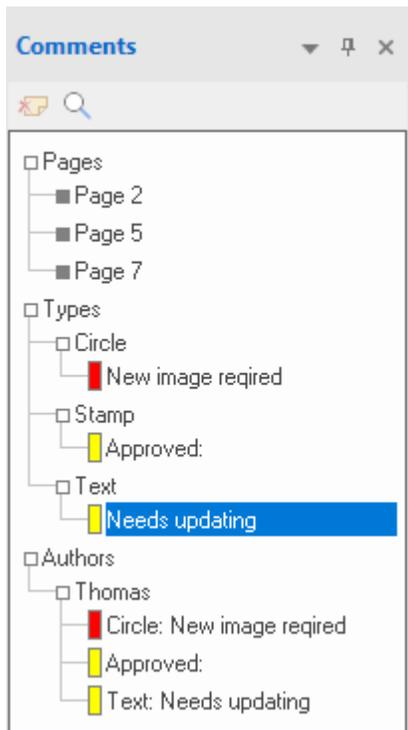 Comments
Pages
Page 2
Page 5
Page 7
Types
Circle
New image reqired
Stamp
Approved:
Text
Needs updating
Authors
Thomas
Circle: New image reqired
Approved:
Text: Needs updating